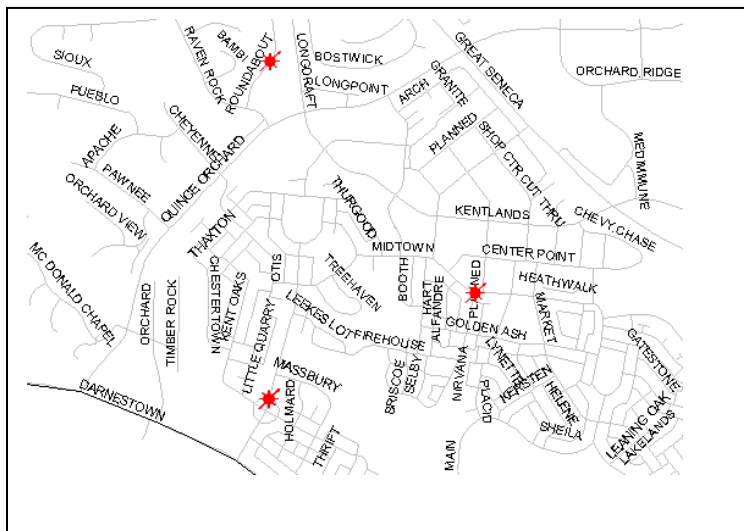 SIOUX
RAVEN ROCK
BAMBI
ROUNDABOUT
LONGDRAFT
BOSTWICK
GREAT SENECA
ORCHARD RIDGE
PUEBLO
LONGPOINT
ARCH
GRANITE
CHEYENNE
PLANNED
SHOP CTR CUT THRU
APACHE
MEDIMMUNE
PAWNEE
QUINCE ORCHARD
ORCHARD VIEW
THURGOOD
KENTLANDS
CHEVY CHASE
THAXTON
MIDTOWN
CENTER POINT
MC DONALD CHAPEL
ORCHARD
TIMBER ROCK
CHESTERTOWN
KENT OAKS
OTIS
TREEHAVEN
BOOTH
HART
ALFANDRE
PLANNED
HEATHWALK
MARKET
LEEKES LOT-FIREHOUSE
GOLDEN ASH
GATESTONE
LITTLE QUARRY
MASSBURY
BRISCOE
SELBY
NIRVANA
LYNETTE
KERSTEN
HELENE
DARNESTOWN
HOLMARD
PLACID
SHEILA
LEANING OAK
LAKELANDS
THRIFT
MAIN